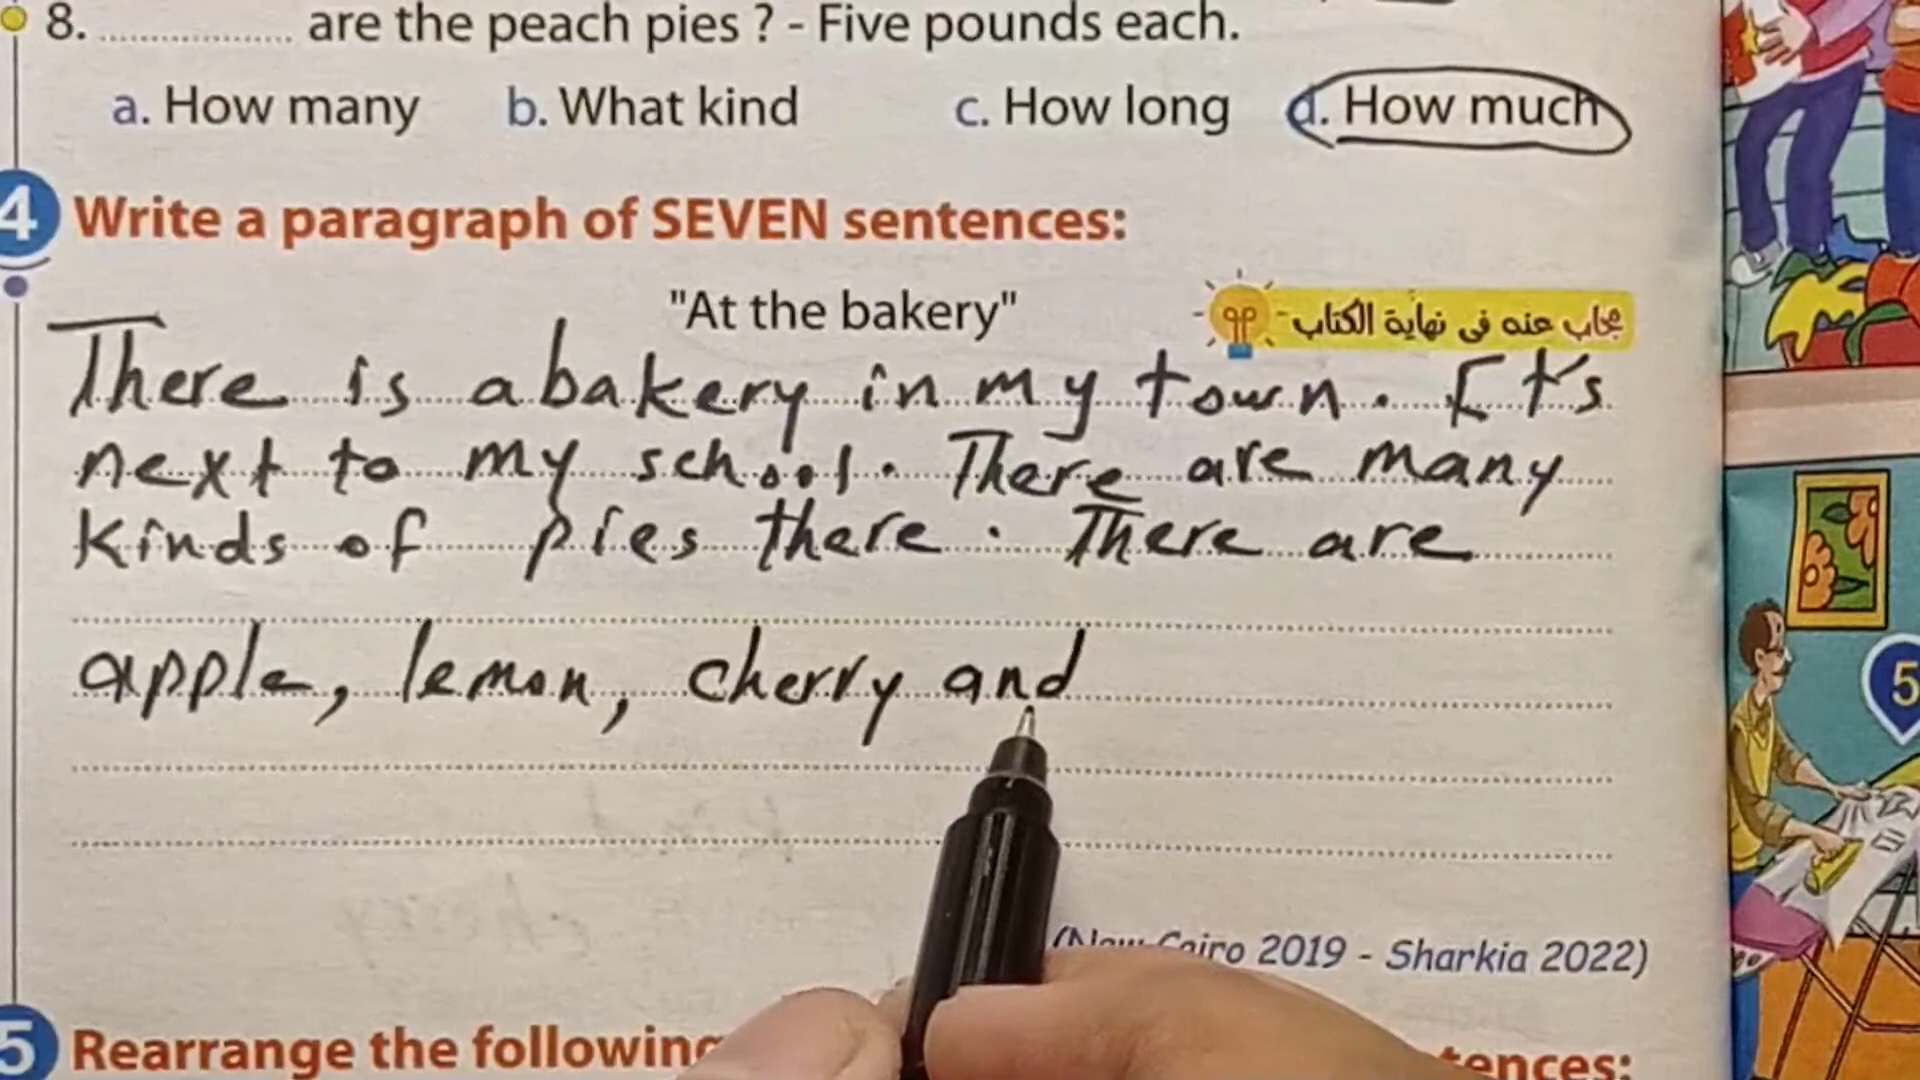 8. .................. are the peach pies ? - Five pounds each.
a. How many b. What kind c. How long d. How much
4 Write a paragraph of SEVEN sentences:
"At the bakery" مجاب عنه فى نهاية الكتاب
There is a bakery in my town. It's
next to my school. There are many
kinds of pies there. There are
apple, lemon, cherry and
5
(New Cairo 2019 - Sharkia 2022)
5 Rearrange the following